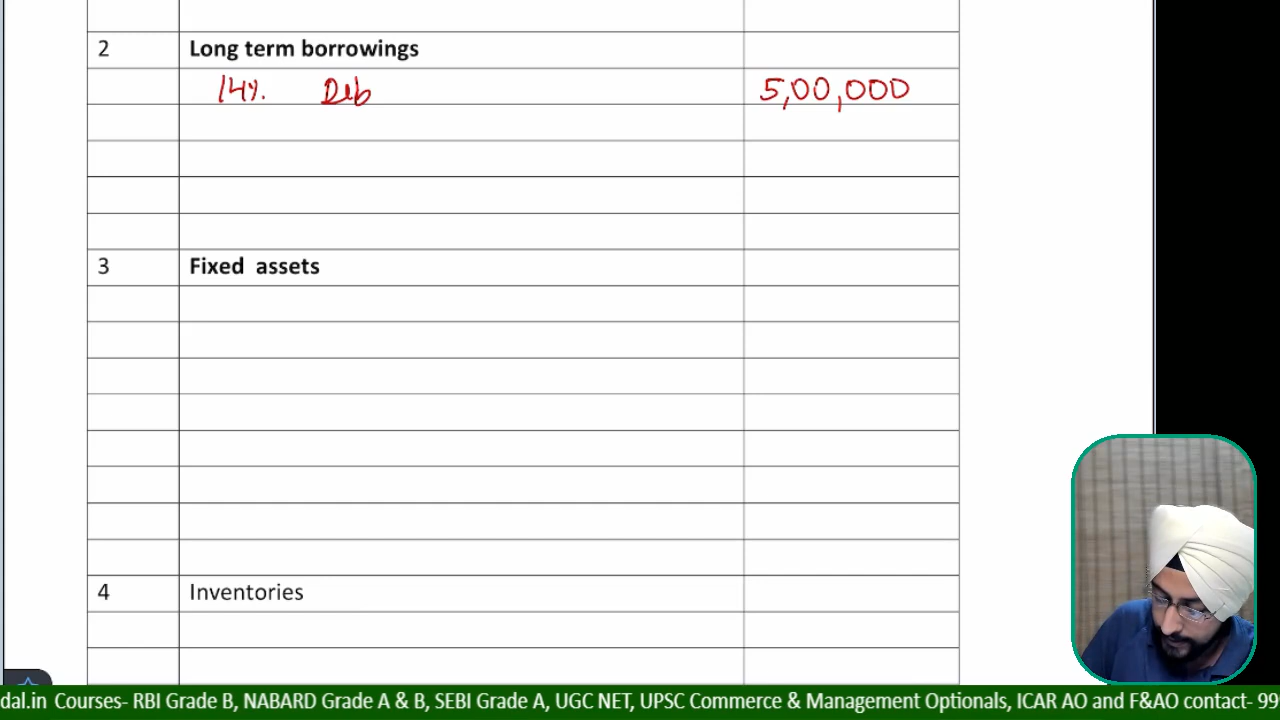 2 Long term borrowings
14%. Deb 5,00,000
3 Fixed assets
4 Inventories
dal.in Courses- RBI Grade B, NABARD Grade A & B, SEBI Grade A, UGC NET, UPSC Commerce & Management Optionals, ICAR AO and F&AO contact- 99